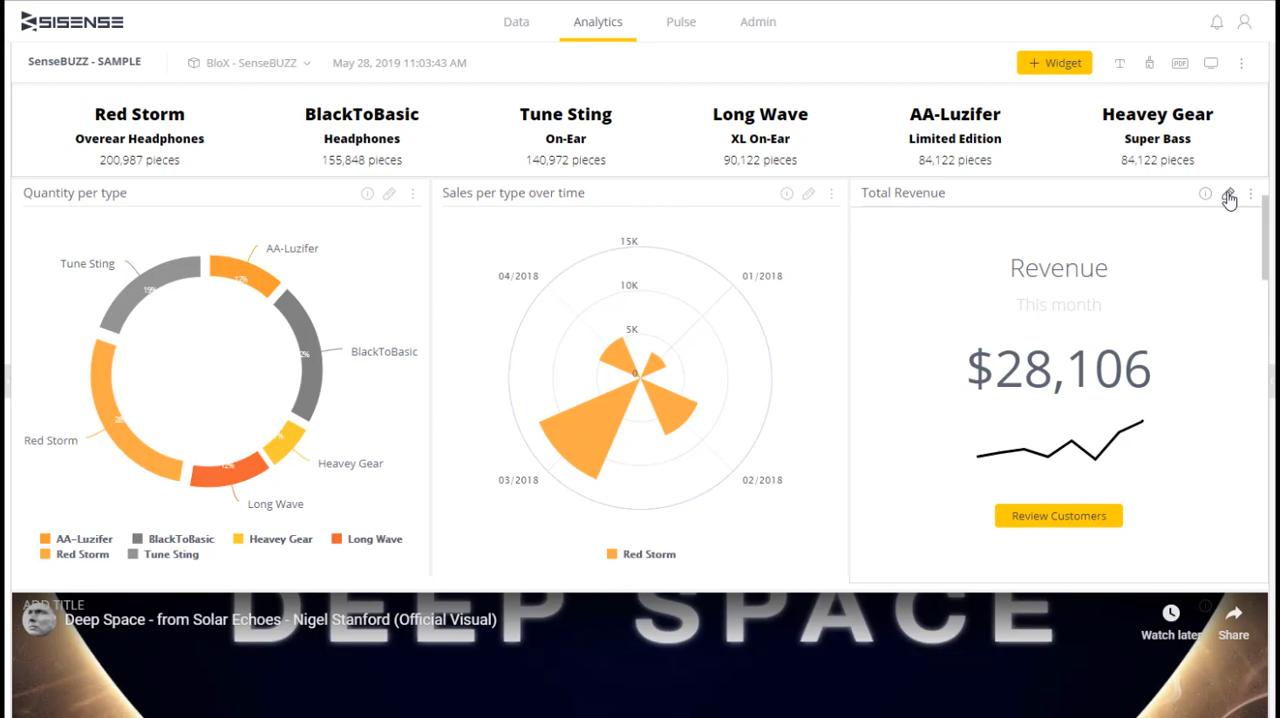 SISENSE
Data Analytics Pulse Admin
SenseBUZZ - SAMPLE BloX - SenseBUZZ May 28, 2019 11:03:43 AM + Widget T PDF
Red Storm BlackToBasic Tune Sting Long Wave AA-Luzifer Heavey Gear
Overear Headphones Headphones On-Ear XL On-Ear Limited Edition Super Bass
200,987 pieces 155,848 pieces 140,972 pieces 90,122 pieces 84,122 pieces 84,122 pieces
Quantity per type
AA-Luzifer
Tune Sting
19%
BlackToBasic
Red Storm
12%
Heavey Gear
Long Wave
AA-Luzifer BlackToBasic Heavey Gear Long Wave
Red Storm Tune Sting
Sales per type over time
15K
04/2018 01/2018
10K
5K
0
03/2018 02/2018
Red Storm
Total Revenue
Revenue
This month
$28,106
Review Customers
ADD TITLE
DEEP SPACE
Deep Space - from Solar Echoes - Nigel Stanford (Official Visual)
Watch later Share